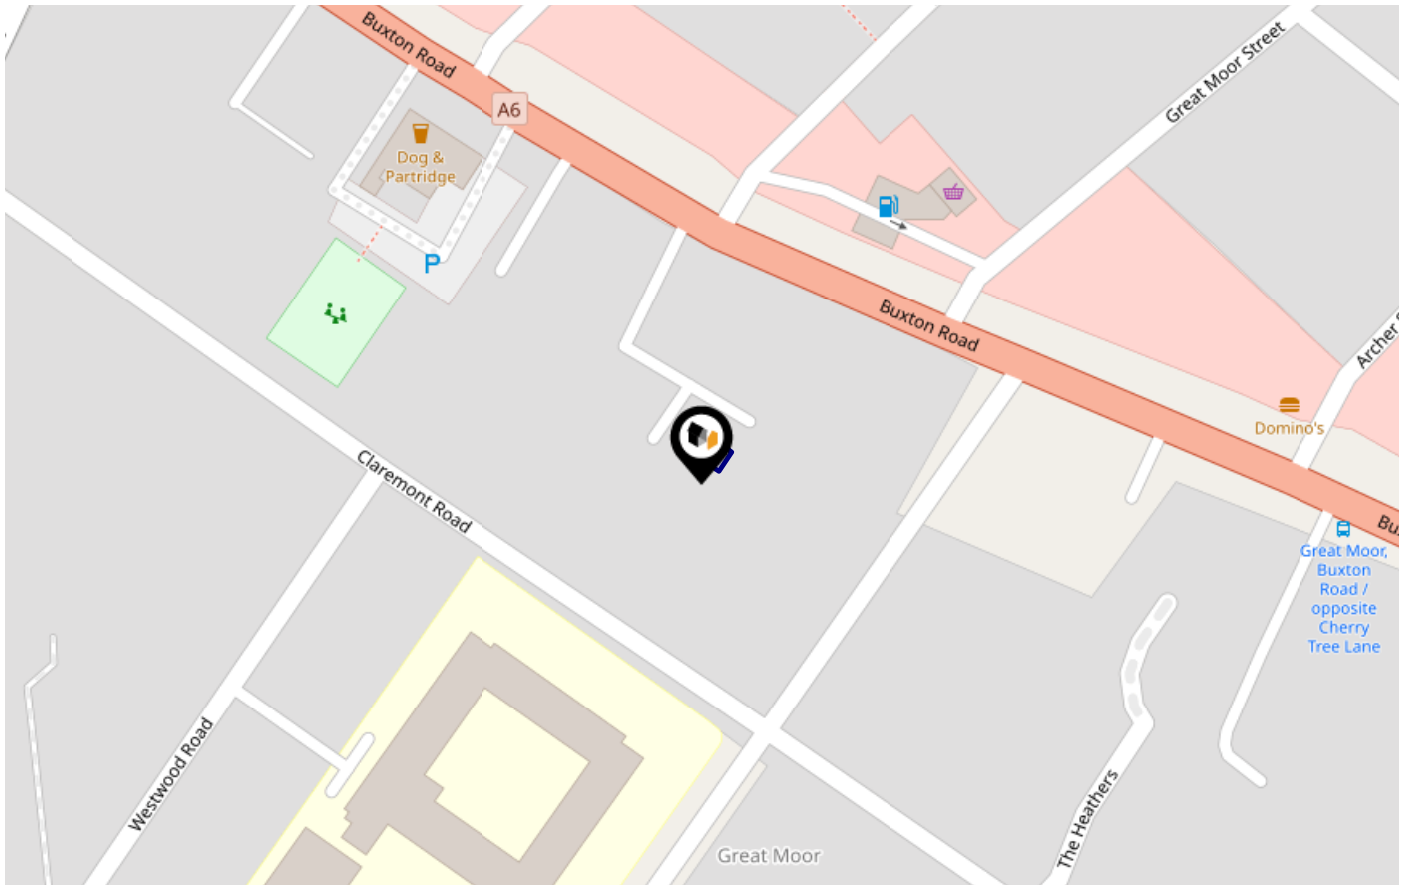 Buxton Road
A6
Great Moor Street
Dog &
Partridge
P
Buxton Road
Archer
Domino's
Claremont Road
Bu
Great Moor,
Buxton
Road /
opposite
Cherry
Tree Lane
Westwood Road
The Heathers
Great Moor